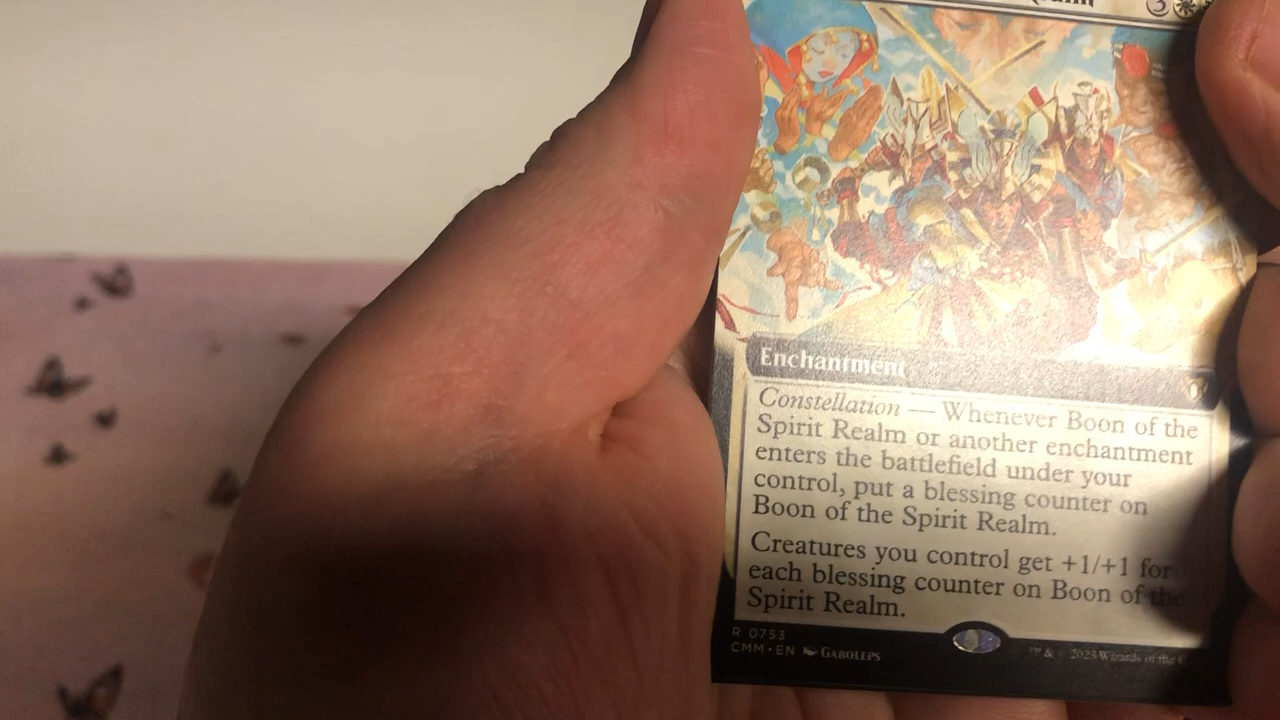 3
Enchantment
Constellation — Whenever Boon of the
Spirit Realm or another enchantment
enters the battlefield under your
control, put a blessing counter on
Boon of the Spirit Realm.
Creatures you control get +1/+1 for
each blessing counter on Boon of the
Spirit Realm.
R 0753
CMM • EN GABOLEPS
™ & 2023 Wizards of the